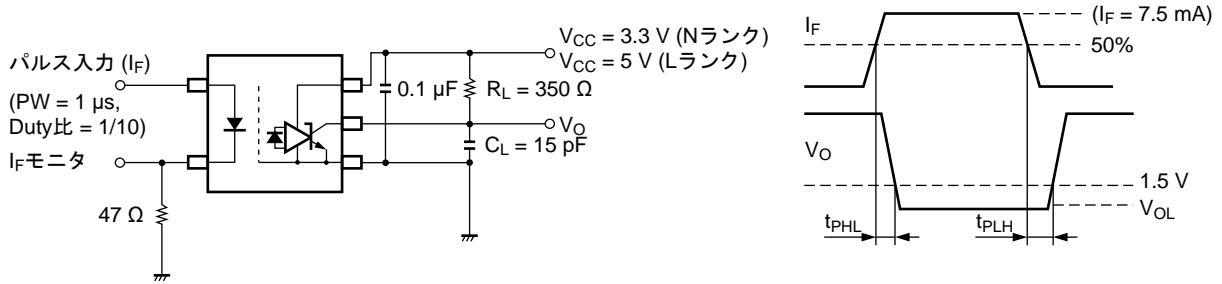 パルス入力 (IF)
(PW = 1 μs,
Duty比 = 1/10)
IFモニタ
47 Ω
VCC = 3.3 V (Nランク)
VCC = 5 V (Lランク)
0.1 μF
RL = 350 Ω
VO
CL = 15 pF
IF
(IF = 7.5 mA)
50%
VO
1.5 V
VOL
tPHL
tPLH